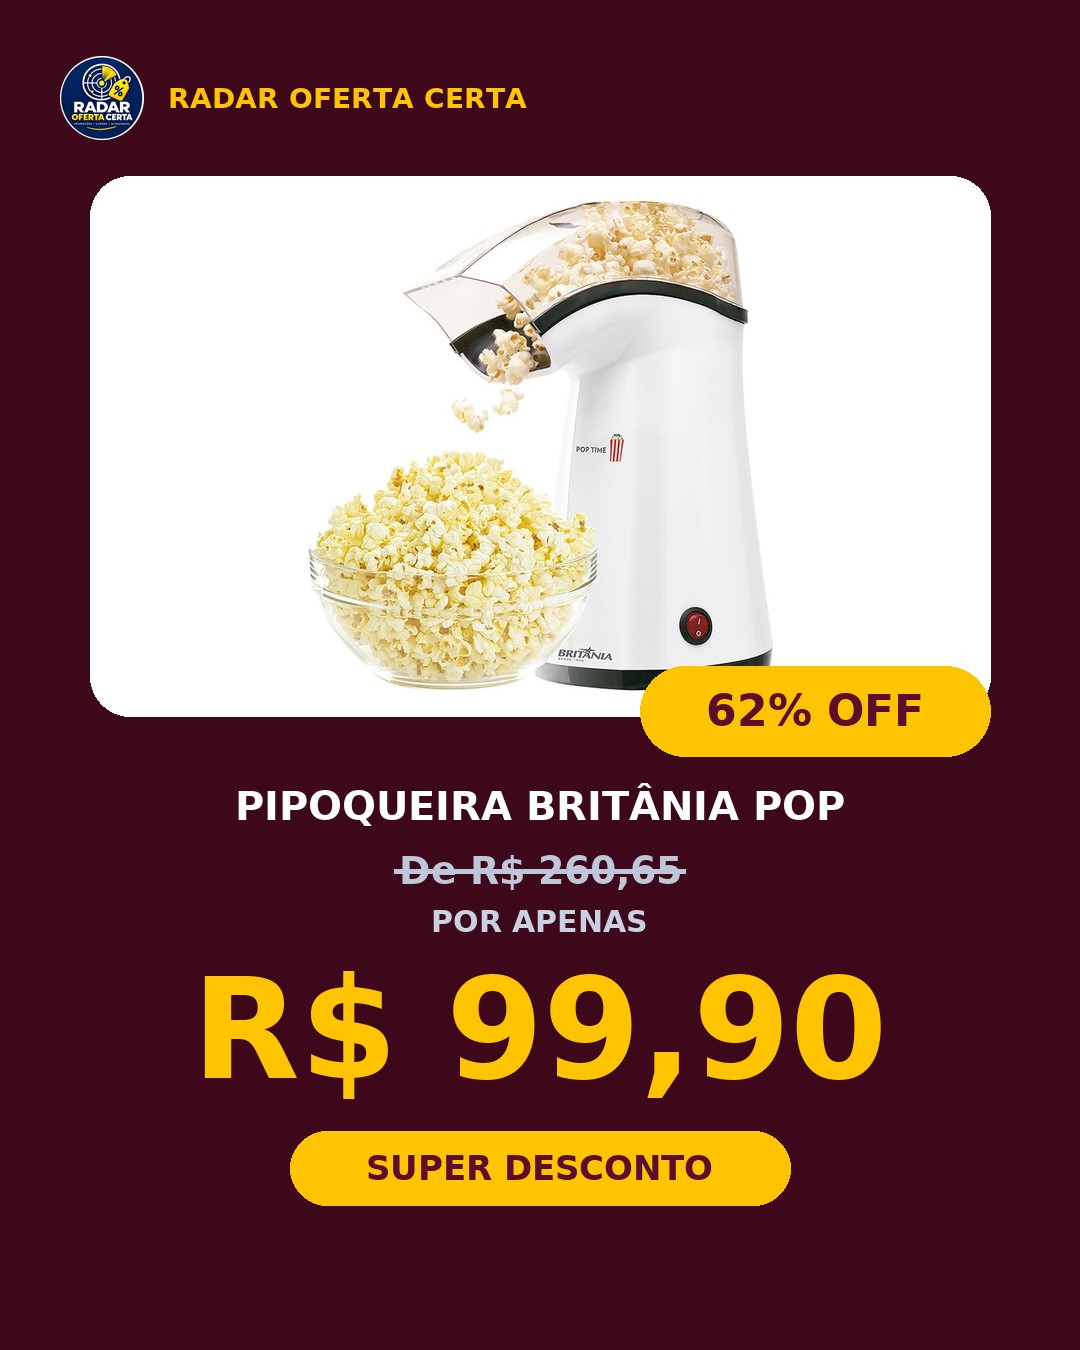 RADAR
OFERTA CERTA
RADAR OFERTA CERTA
POP TIME
BRITÂNIA
62% OFF
PIPOQUEIRA BRITÂNIA POP
De R$ 260,65
POR APENAS
R$ 99,90
SUPER DESCONTO